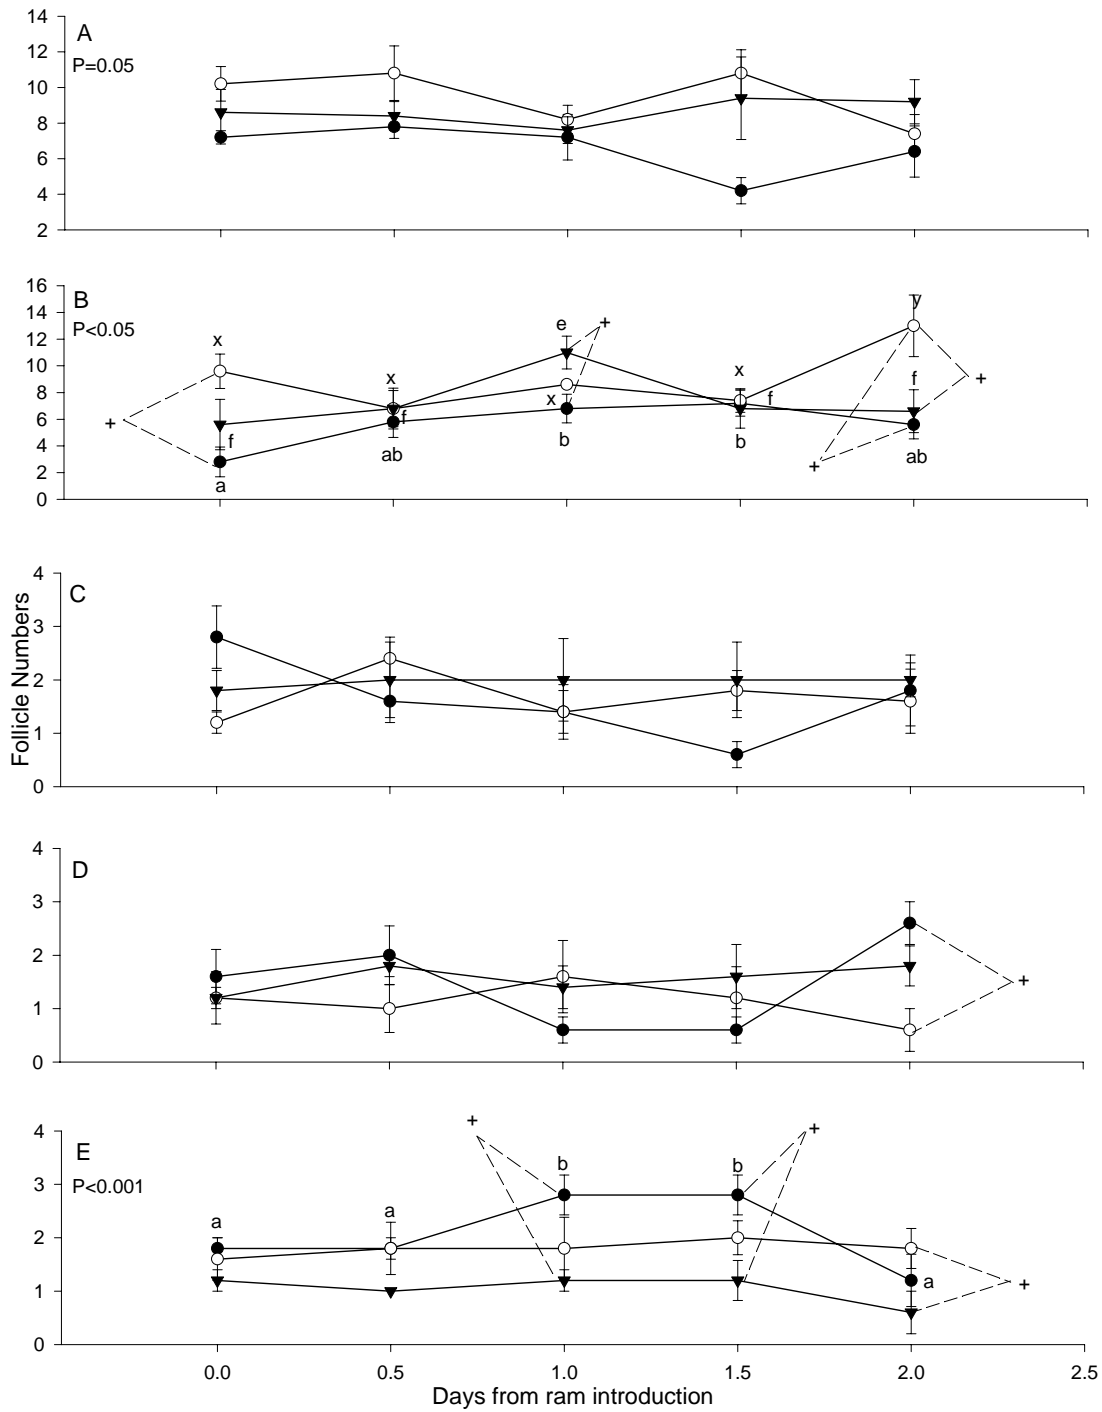 14
A
12
P=0.05
10
8
6
4
2
16
B
y
14
P<0.05
e
+
12
x
x
x
10
f
+
8
x
f
6
+
f
f
b
b
4
ab
ab
2
+
a
0
4
C
3
2
1
0
Follicle Numbers
4
D
3
2
+
1
0
+
+
4
E
b
b
P<0.001
3
a
a
2
a
+
1
0
0.0 0.5 1.0 1.5 2.0 2.5
Days from ram introduction